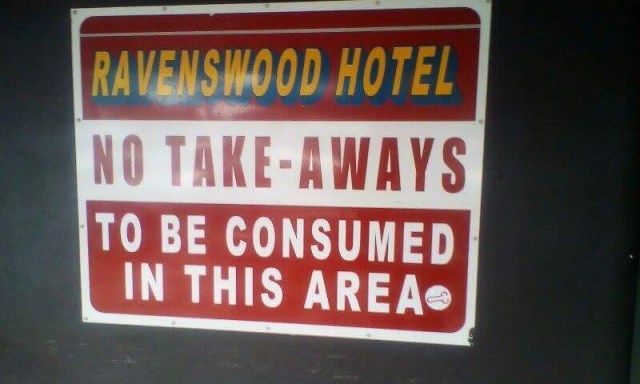 RAVENSWOOD HOTEL
NO TAKE-AWAYS
TO BE CONSUMED
IN THIS AREA